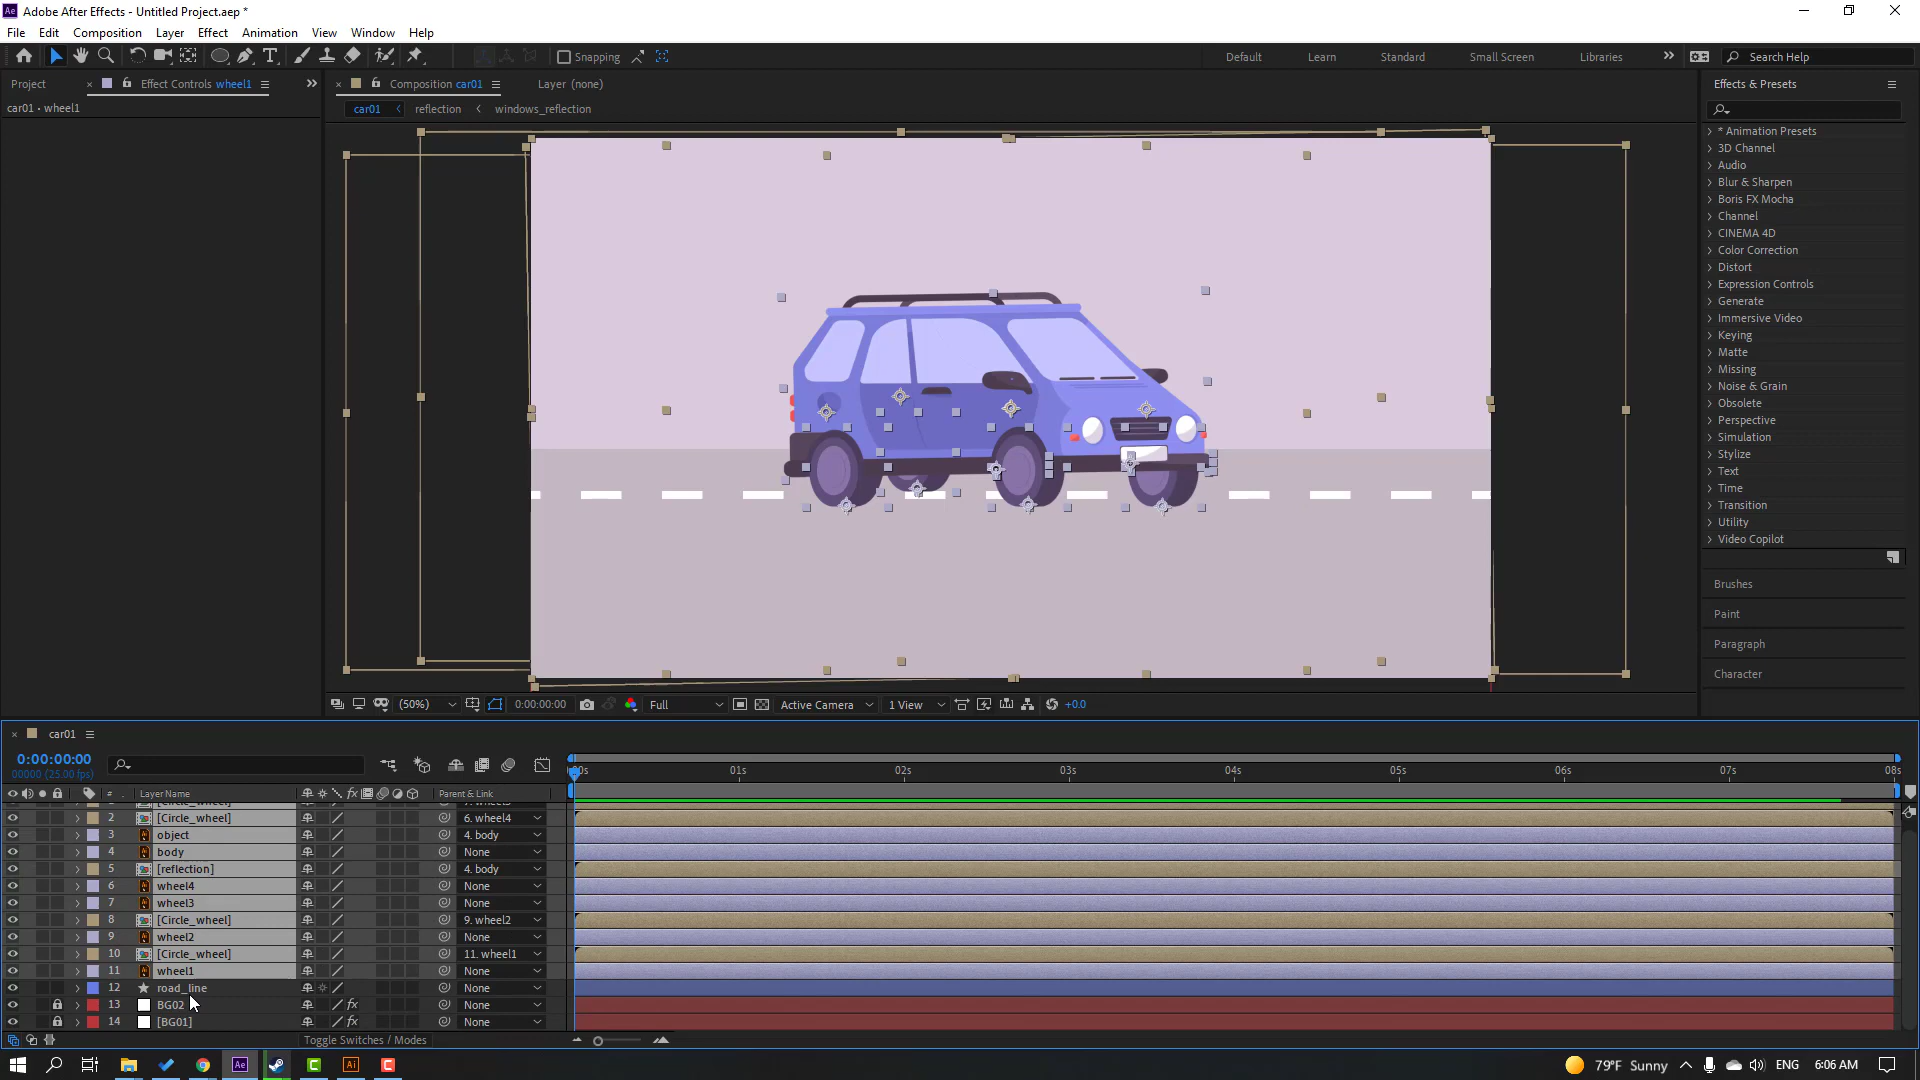 Ae Adobe After Effects - Untitled Project.aep *
File Edit Composition Layer Effect Animation View Window Help
Snapping Default Learn Standard Small Screen Libraries Search Help
Project Effect Controls wheel1 Composition car01 Layer (none) Effects & Presets
car01 • wheel1 car01 reflection windows_reflection
* Animation Presets
3D Channel
Audio
Blur & Sharpen
Boris FX Mocha
Channel
CINEMA 4D
Color Correction
Distort
Expression Controls
Generate
Immersive Video
Keying
Matte
Missing
Noise & Grain
Obsolete
Perspective
Simulation
Stylize
Text
Time
Transition
Utility
Video Copilot
Brushes
Paint
Paragraph
Character
(50%) 0:00:00:00 Full Active Camera 1 View +0.0
car01
0:00:00:00
00000 (25.00 fps)
00s 01s 02s 03s 04s 05s 06s 07s 08s
# Layer Name fx Parent & Link
[Circle_wheel]
2 [Circle_wheel] 6. wheel4
3 object 4. body
4 body None
5 [reflection] 4. body
6 wheel4 None
7 wheel3 None
8 [Circle_wheel] 9. wheel2
9 wheel2 None
10 [Circle_wheel] 11. wheel1
11 wheel1 None
12 road_line None
13 BG02 fx None
14 [BG01] fx None
Toggle Switches / Modes
Ae C Ai C 79°F Sunny ENG 6:06 AM